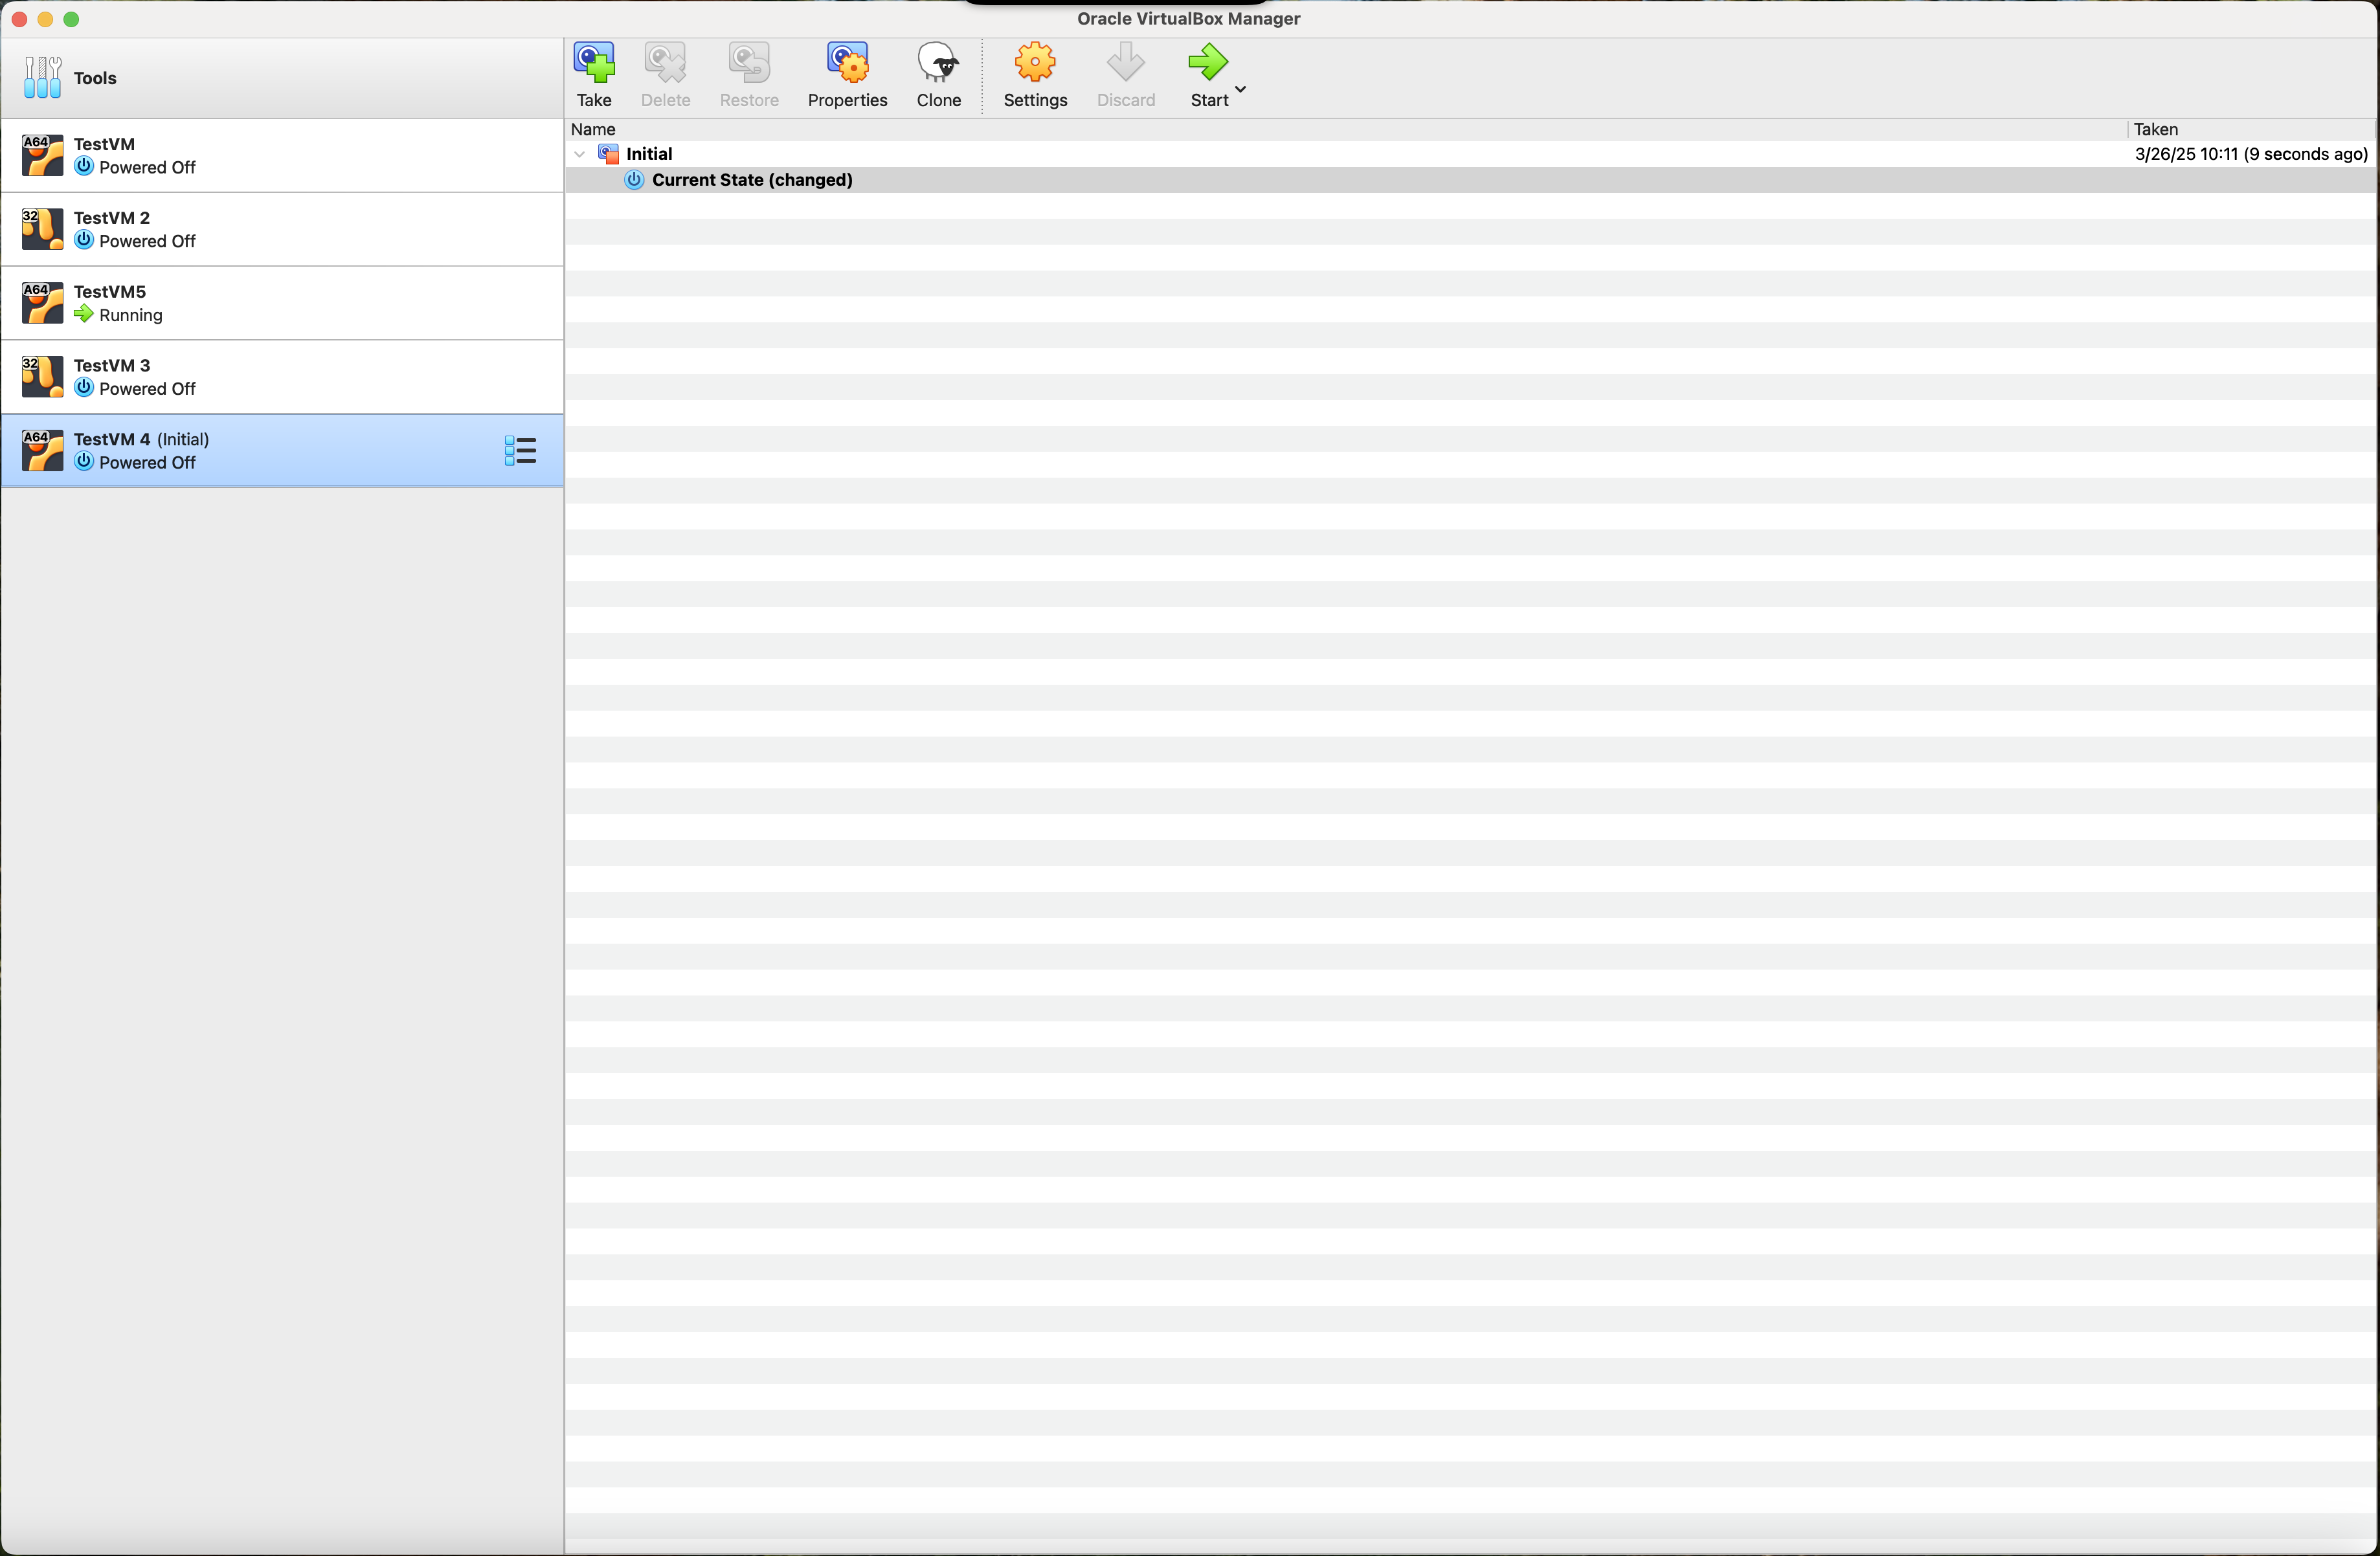 Oracle VirtualBox Manager
Tools
Take
Delete
Restore
Properties
Clone
Settings
Discard
Start
A64
TestVM
Powered Off
32
TestVM 2
Powered Off
A64
TestVM5
Running
32
TestVM 3
Powered Off
A64
TestVM 4 (Initial)
Powered Off
Name
Taken
Initial
3/26/25 10:11 (9 seconds ago)
Current State (changed)